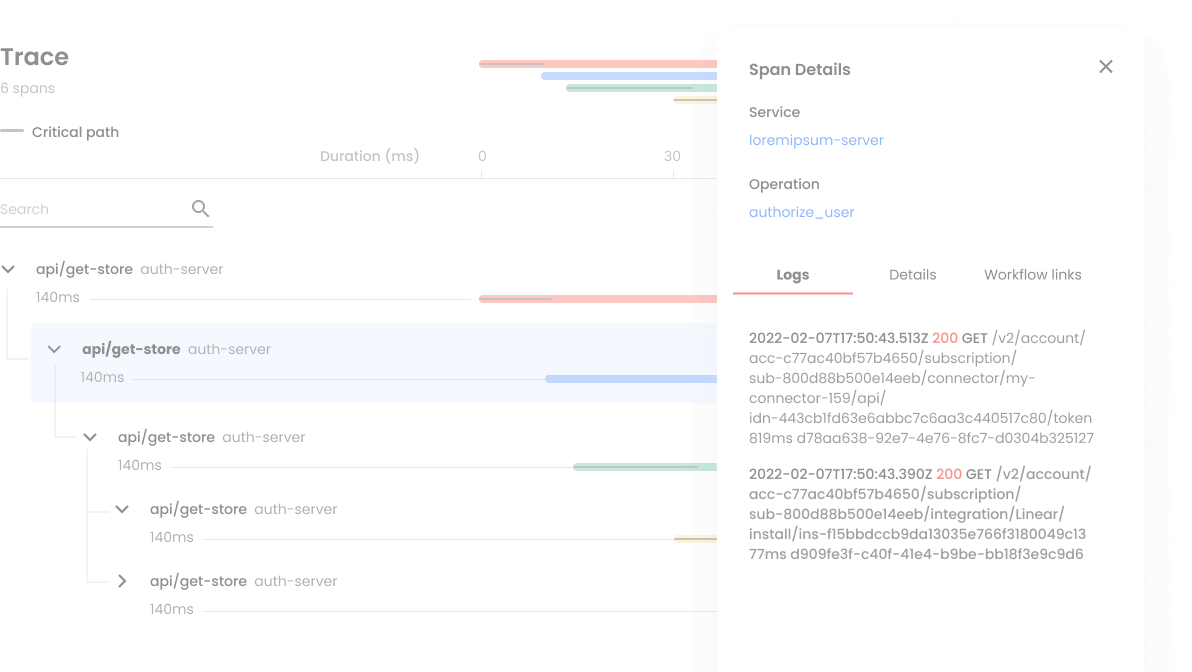 Trace
6 spans
Critical path
Duration (ms)
0
30
Search
api/get-store auth-server
140ms
api/get-store auth-server
140ms
api/get-store auth-server
140ms
api/get-store auth-server
140ms
api/get-store auth-server
140ms
Span Details
Service
loremipsum-server
Operation
authorize_user
Logs
Details
Workflow links
2022-02-07T17:50:43.513Z 200 GET /v2/account/
acc-c77ac40bf57b4650/subscription/
sub-800d88b500e14eeb/connector/my-
connector-159/api/
idn-443cb1fd63e6abbc7c6aa3c440517c80/token
819ms d78aa638-92e7-4e76-8fc7-d0304b325127
2022-02-07T17:50:43.390Z 200 GET /v2/account/
acc-c77ac40bf57b4650/subscription/
sub-800d88b500e14eeb/integration/Linear/
install/ins-f15bbdccb9da13035e766f3180049c13
77ms d909fe3f-c40f-41e4-b9be-bb18f3e9c9d6